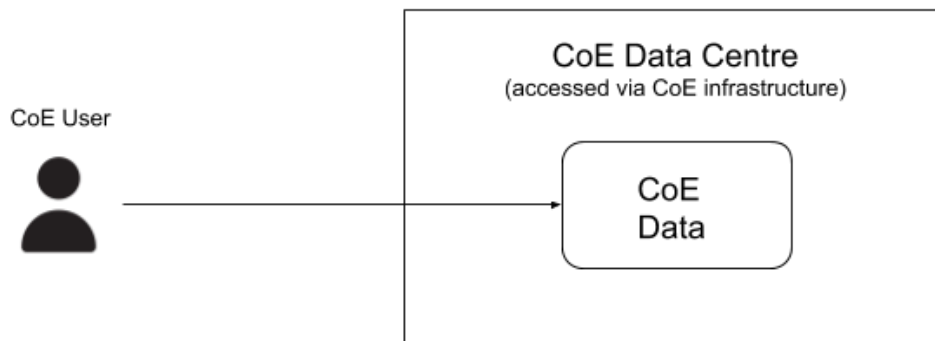 CoE Data Centre
(accessed via CoE infrastructure)
CoE User
CoE
Data